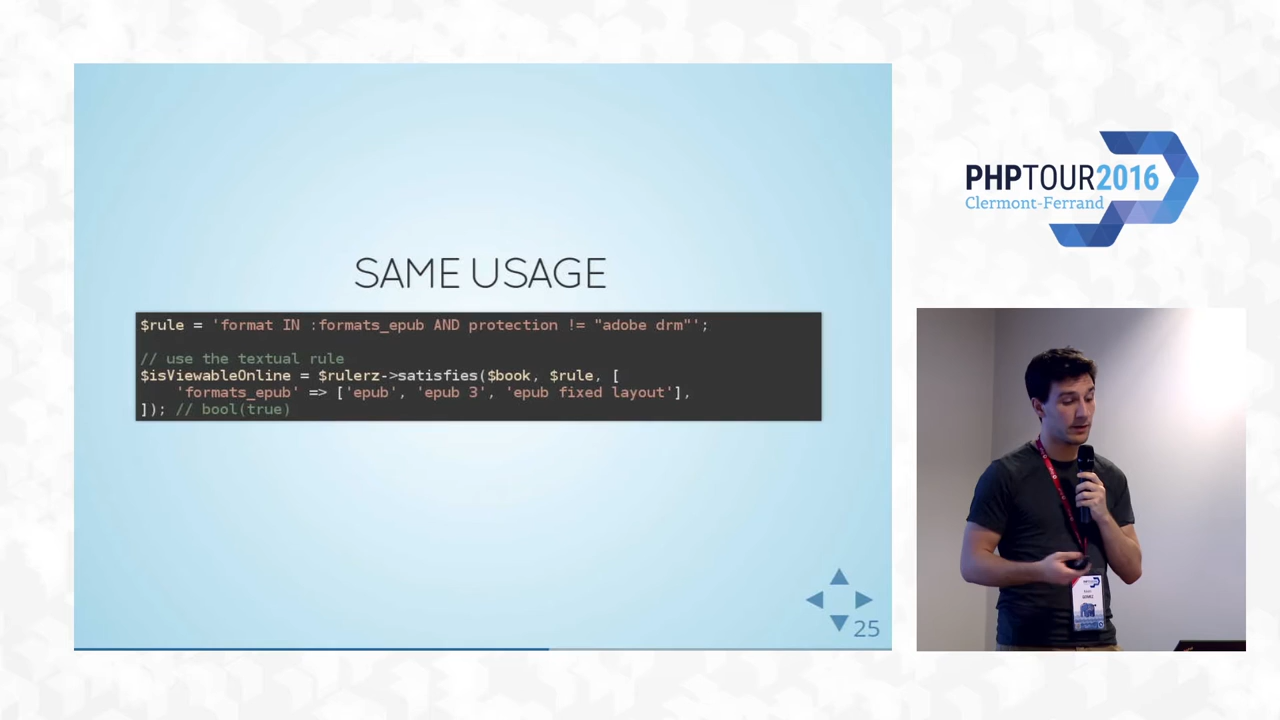 SAME USAGE
$rule = 'format IN :formats_epub AND protection != "adobe drm"';
// use the textual rule
$isViewableOnline = $rulerz->satisfies($book, $rule, [
    'formats_epub' => ['epub', 'epub 3', 'epub fixed layout'],
]); // bool(true)
25
PHPTOUR2016
Clermont-Ferrand